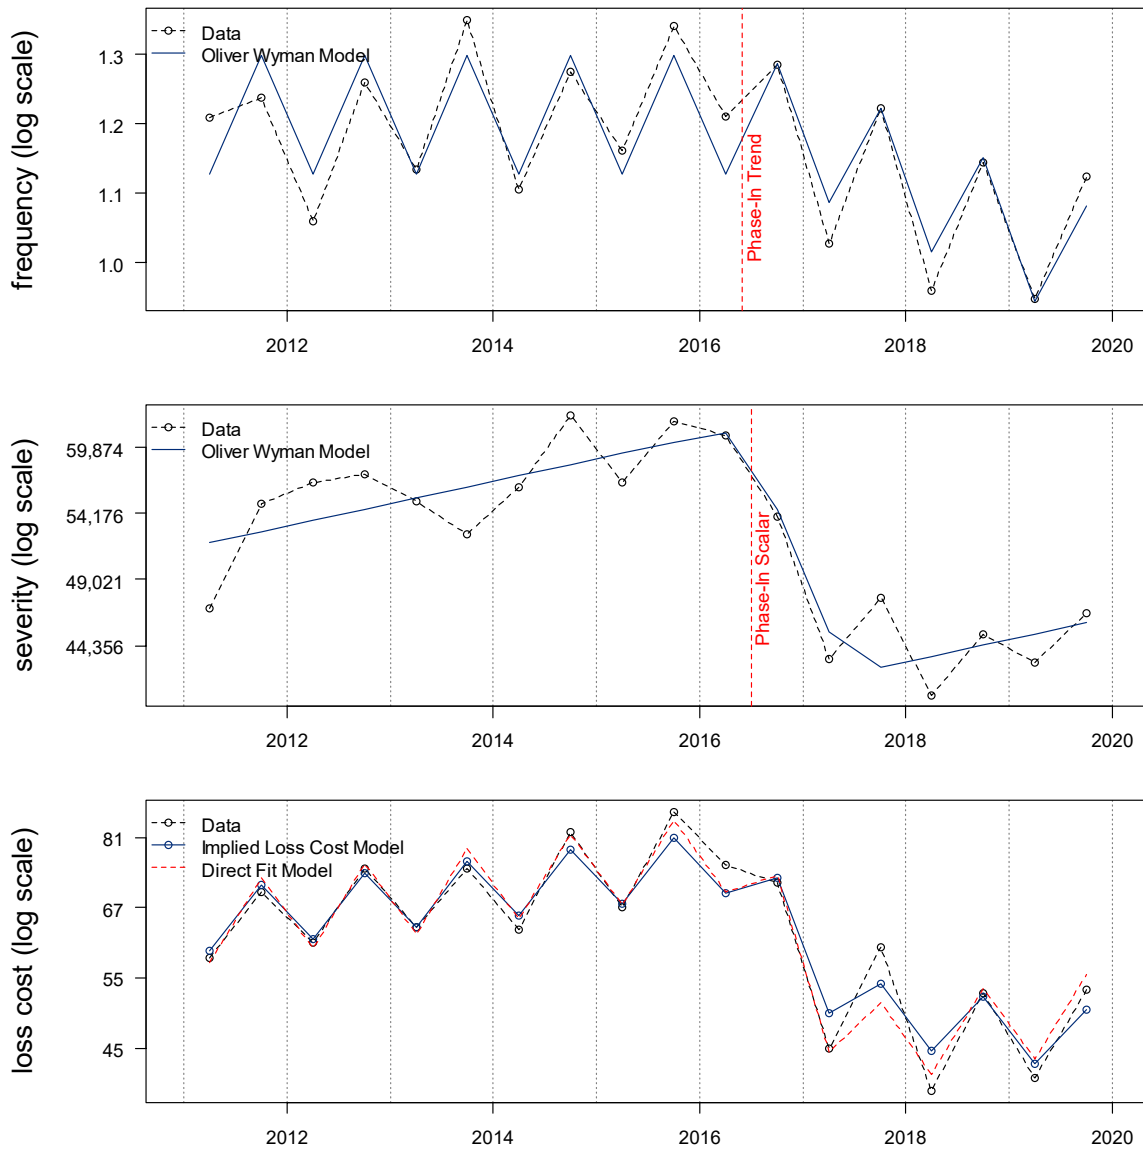 frequency (log scale)
Data
Oliver Wyman Model
1.3
1.2
1.1
1.0
Phase-In Trend
2012 2014 2016 2018 2020
severity (log scale)
Data
Oliver Wyman Model
59,874
54,176
49,021
44,356
Phase-In Scalar
2012 2014 2016 2018 2020
loss cost (log scale)
Data
Implied Loss Cost Model
Direct Fit Model
81
67
55
45
2012 2014 2016 2018 2020